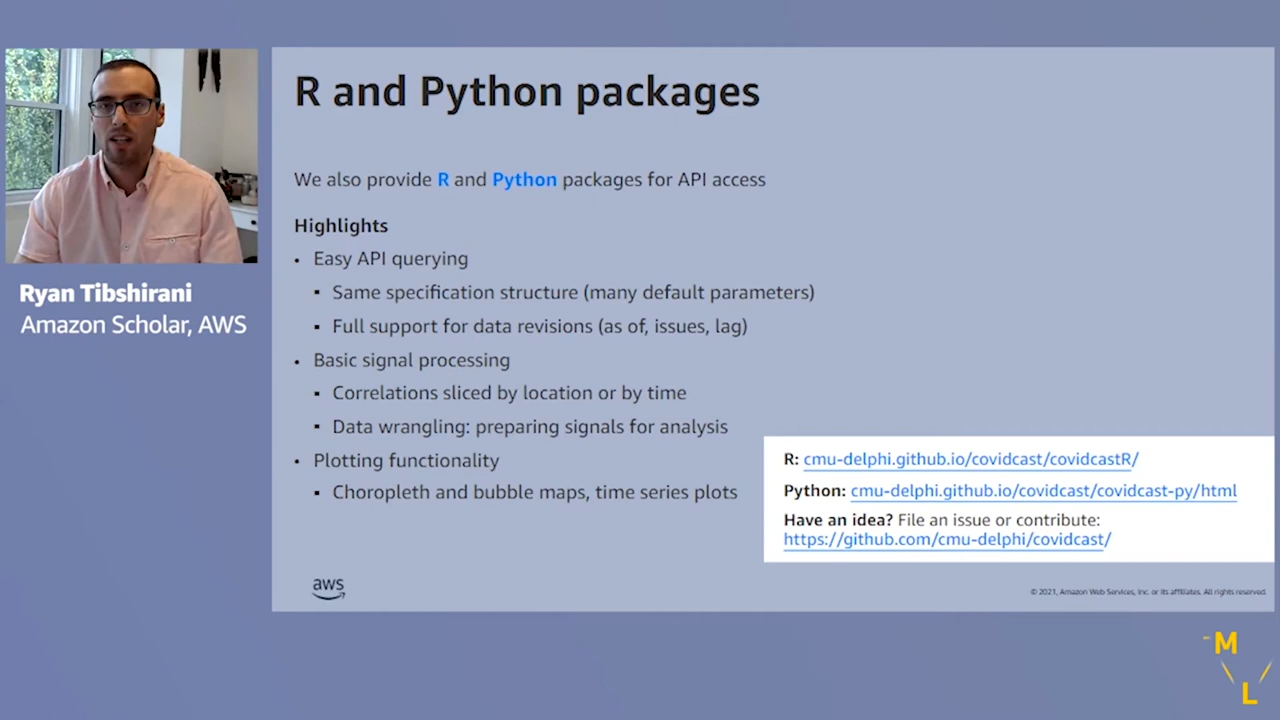 R and Python packages
We also provide R and Python packages for API access
Highlights
• Easy API querying
▪ Same specification structure (many default parameters)
▪ Full support for data revisions (as of, issues, lag)
• Basic signal processing
▪ Correlations sliced by location or by time
▪ Data wrangling: preparing signals for analysis
• Plotting functionality
▪ Choropleth and bubble maps, time series plots
R: cmu-delphi.github.io/covidcast/covidcastR/
Python: cmu-delphi.github.io/covidcast/covidcast-py/html
Have an idea? File an issue or contribute:
https://github.com/cmu-delphi/covidcast/
aws
© 2021, Amazon Web Services, Inc. or its affiliates. All rights reserved.
Ryan Tibshirani
Amazon Scholar, AWS
M
L